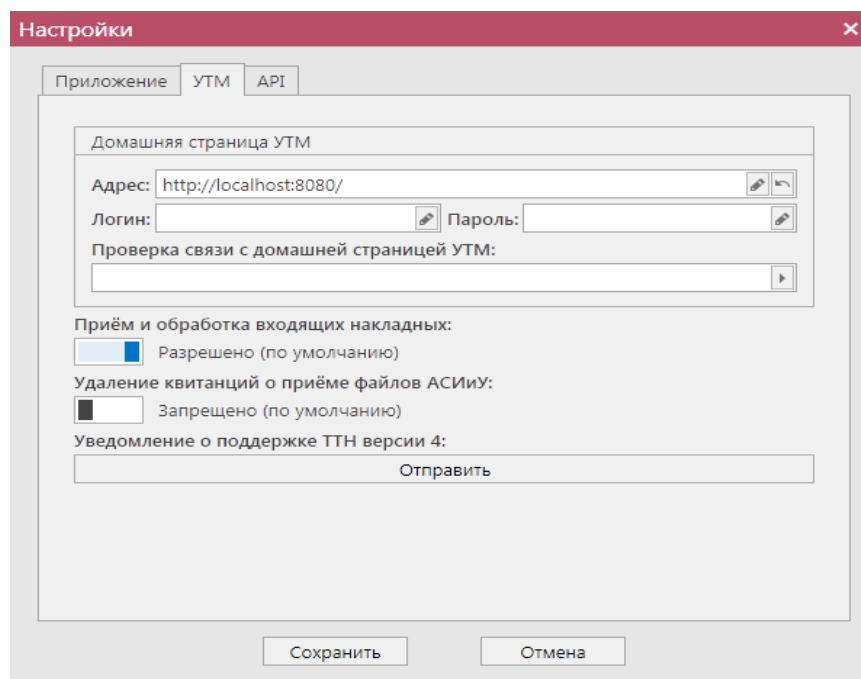 Настройки
Приложение УТМ API
Домашняя страница УТМ
Адрес: http://localhost:8080/
Логин: Пароль:
Проверка связи с домашней страницей УТМ:
Приём и обработка входящих накладных:
Разрешено (по умолчанию)
Удаление квитанций о приёме файлов АСИиУ:
Запрещено (по умолчанию)
Уведомление о поддержке ТТН версии 4:
Отправить
Сохранить Отмена